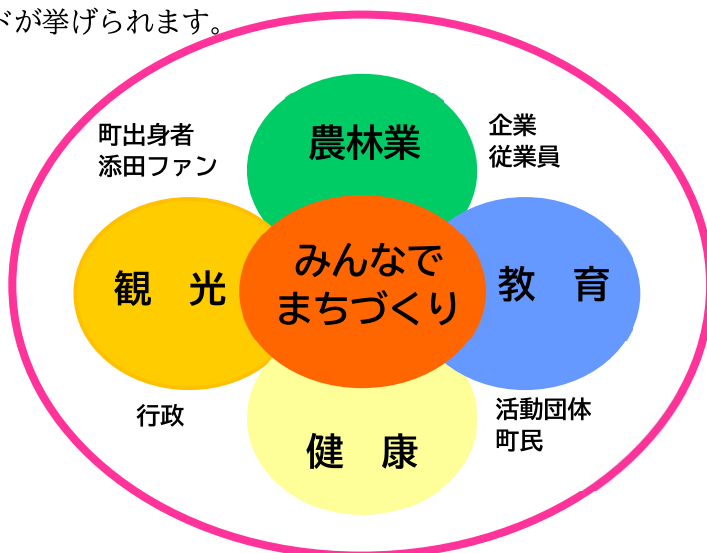 ドが挙げられます。
町出身者
添田ファン
農林業
企業
従業員
観　光
みんなで
まちづくり
教　育
行政
健　康
活動団体
町民